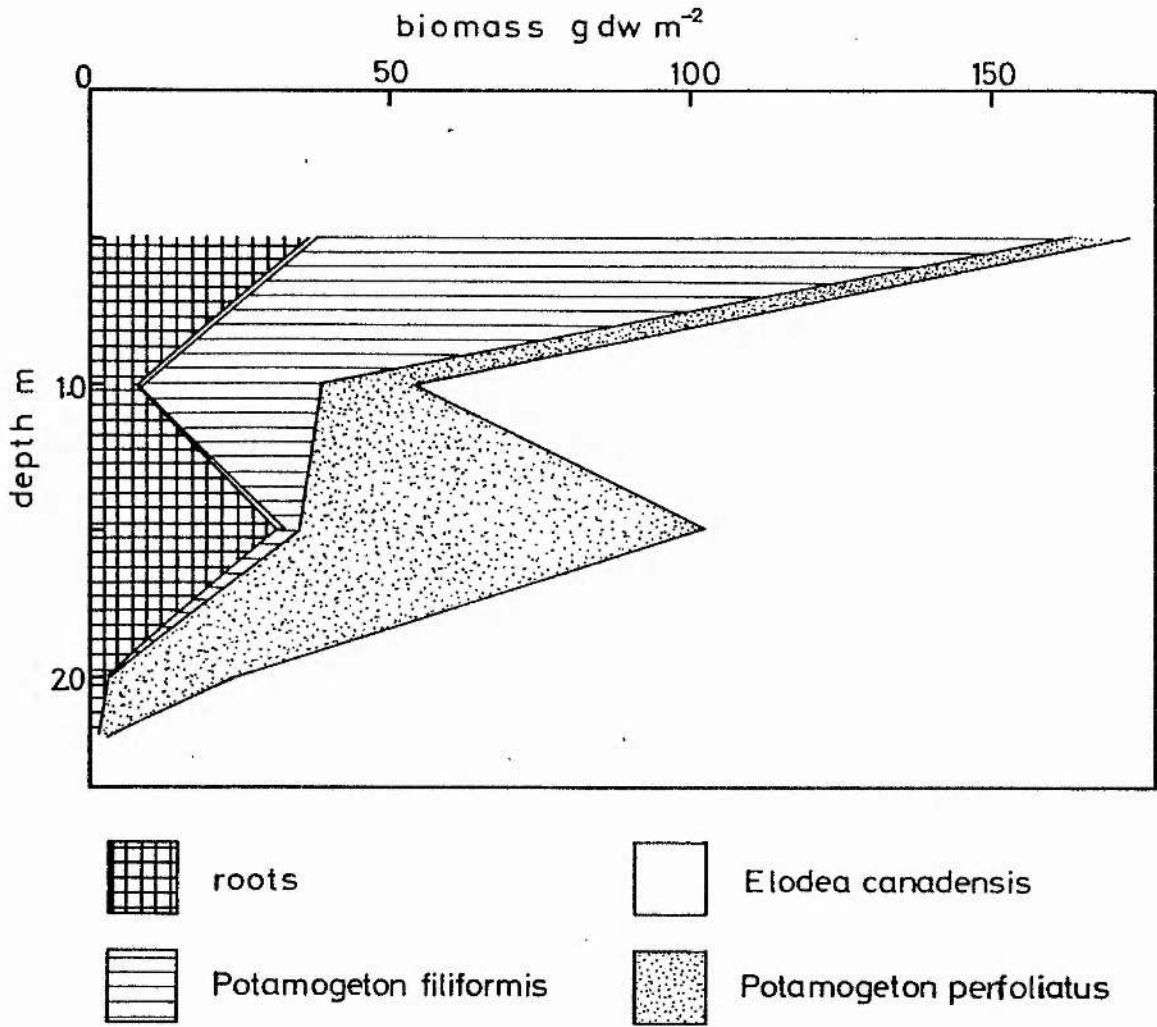 biomass g dw m⁻²
0 50 100 150
depth m
1.0
2.0
roots
Elodea canadensis
Potamogeton filiformis
Potamogeton perfoliatus